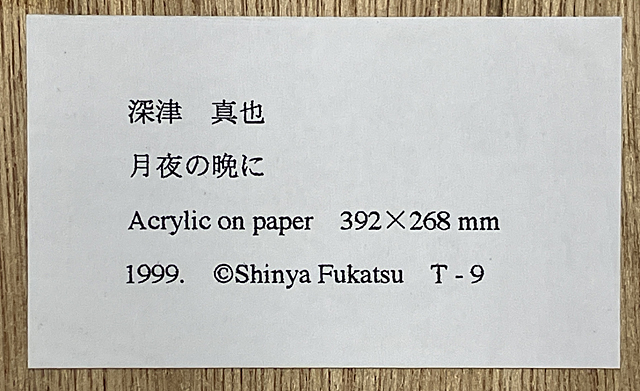 深津　真也
月夜の晩に
Acrylic on paper　392×268 mm
1999.　©Shinya Fukatsu　T - 9